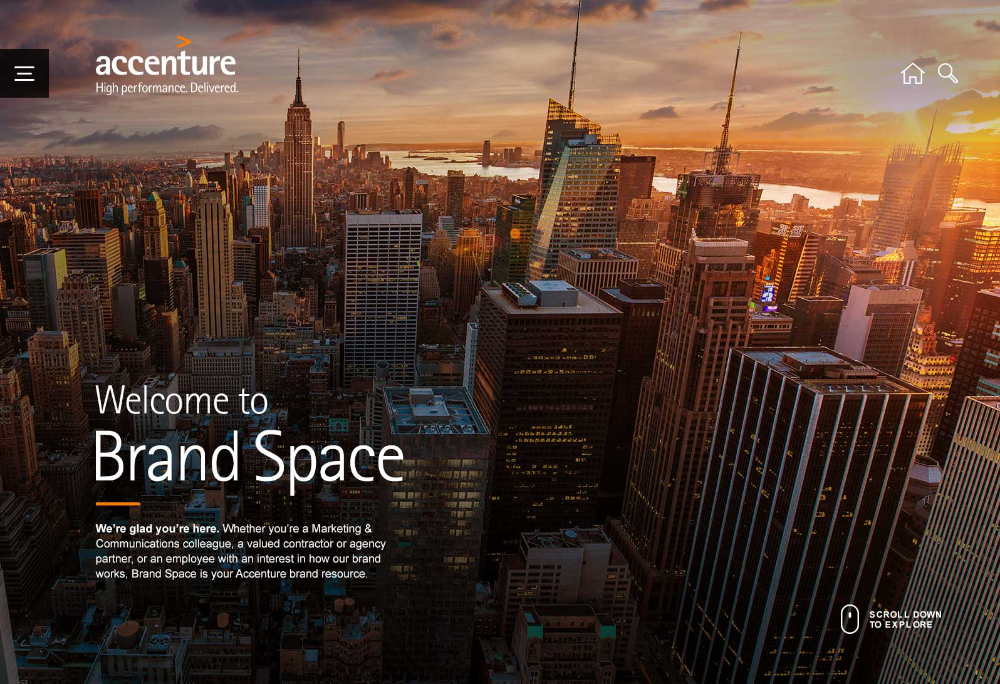 >
accenture
High performance. Delivered.
Welcome to
Brand Space
We’re glad you’re here. Whether you’re a Marketing &
Communications colleague, a valued contractor or agency
partner, or an employee with an interest in how our brand
works, Brand Space is your Accenture brand resource.
SCROLL DOWN
TO EXPLORE